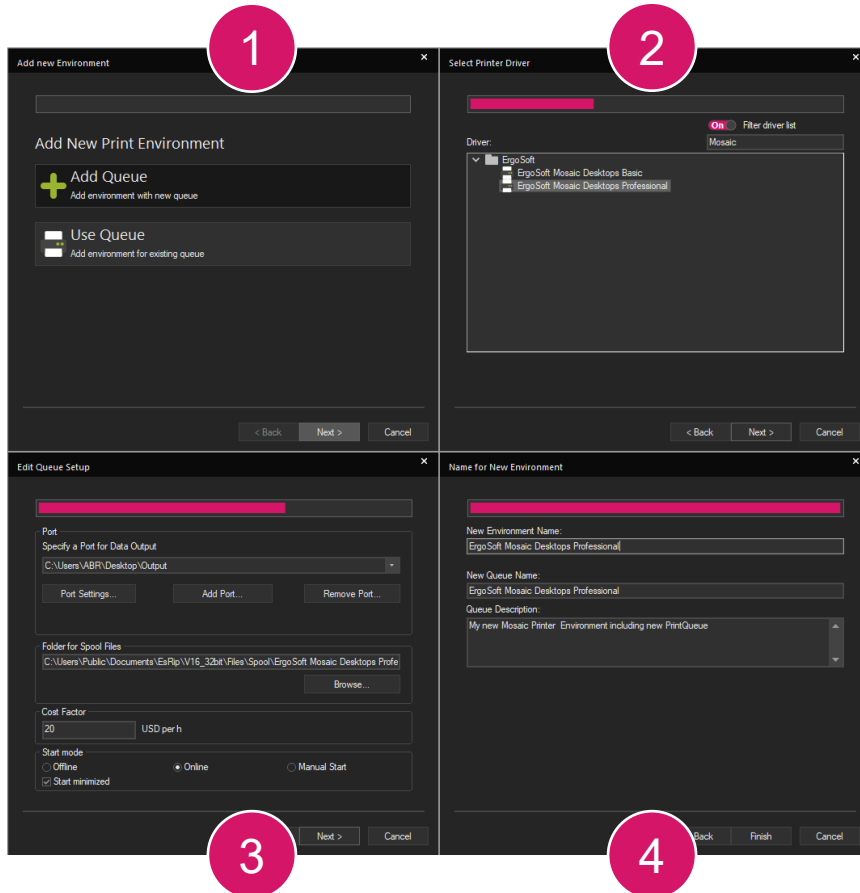 1
Add new Environment
Add New Print Environment
Add Queue
Add environment with new queue
Use Queue
Add environment for existing queue
< Back Next > Cancel
2
Select Printer Driver
On Filter driver list
Driver: Mosaic
ErgoSoft
ErgoSoft Mosaic Desktops Basic
ErgoSoft Mosaic Desktops Professional
< Back Next > Cancel
Edit Queue Setup
Port
Specify a Port for Data Output
C:\Users\ABR\Desktop\Output
Port Settings... Add Port... Remove Port...
Folder for Spool Files
C:\Users\Public\Documents\EsRip\V16_32bit\Files\Spool\ErgoSoft Mosaic Desktops Profe
Browse...
Cost Factor
20 USD per h
Start mode
Offline Online Manual Start
Start minimized
Next > Cancel
3
Name for New Environment
New Environment Name:
ErgoSoft Mosaic Desktops Professional
New Queue Name:
ErgoSoft Mosaic Desktops Professional
Queue Description:
My new Mosaic Printer Environment including new PrintQueue
Back Finish Cancel
4